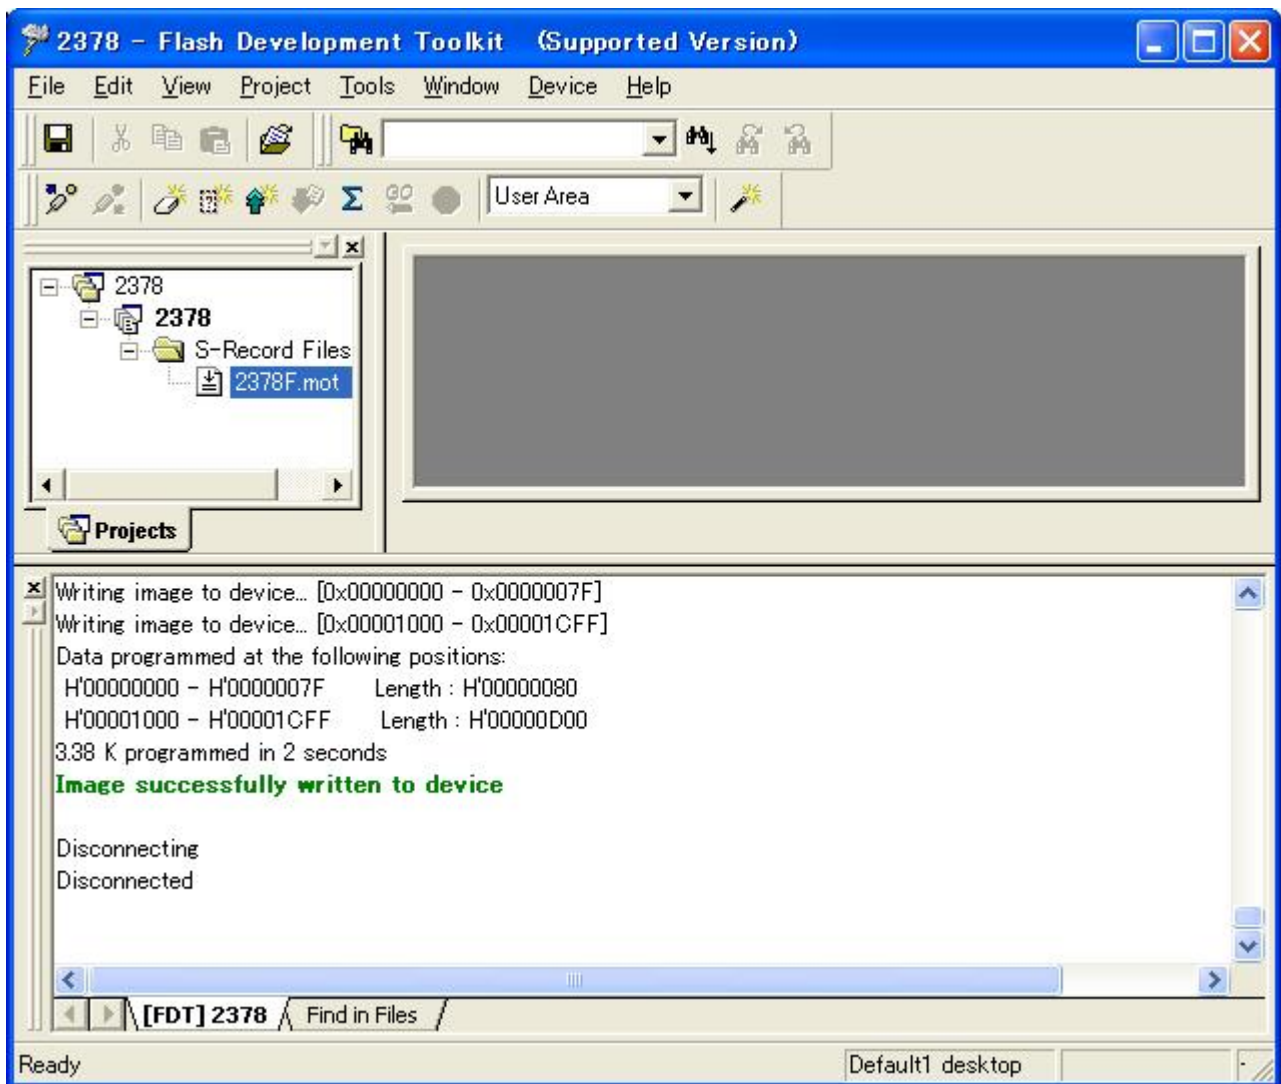 2378 - Flash Development Toolkit (Supported Version)
File Edit View Project Tools Window Device Help
User Area
2378
2378
S-Record Files
2378F.mot
Projects
Writing image to device... [0x00000000 - 0x0000007F]
Writing image to device... [0x00001000 - 0x00001CFF]
Data programmed at the following positions:
H'00000000 - H'0000007F Length : H'00000080
H'00001000 - H'00001CFF Length : H'00000D00
3.38 K programmed in 2 seconds
Image successfully written to device
Disconnecting
Disconnected
[FDT] 2378 Find in Files
Ready Default1 desktop